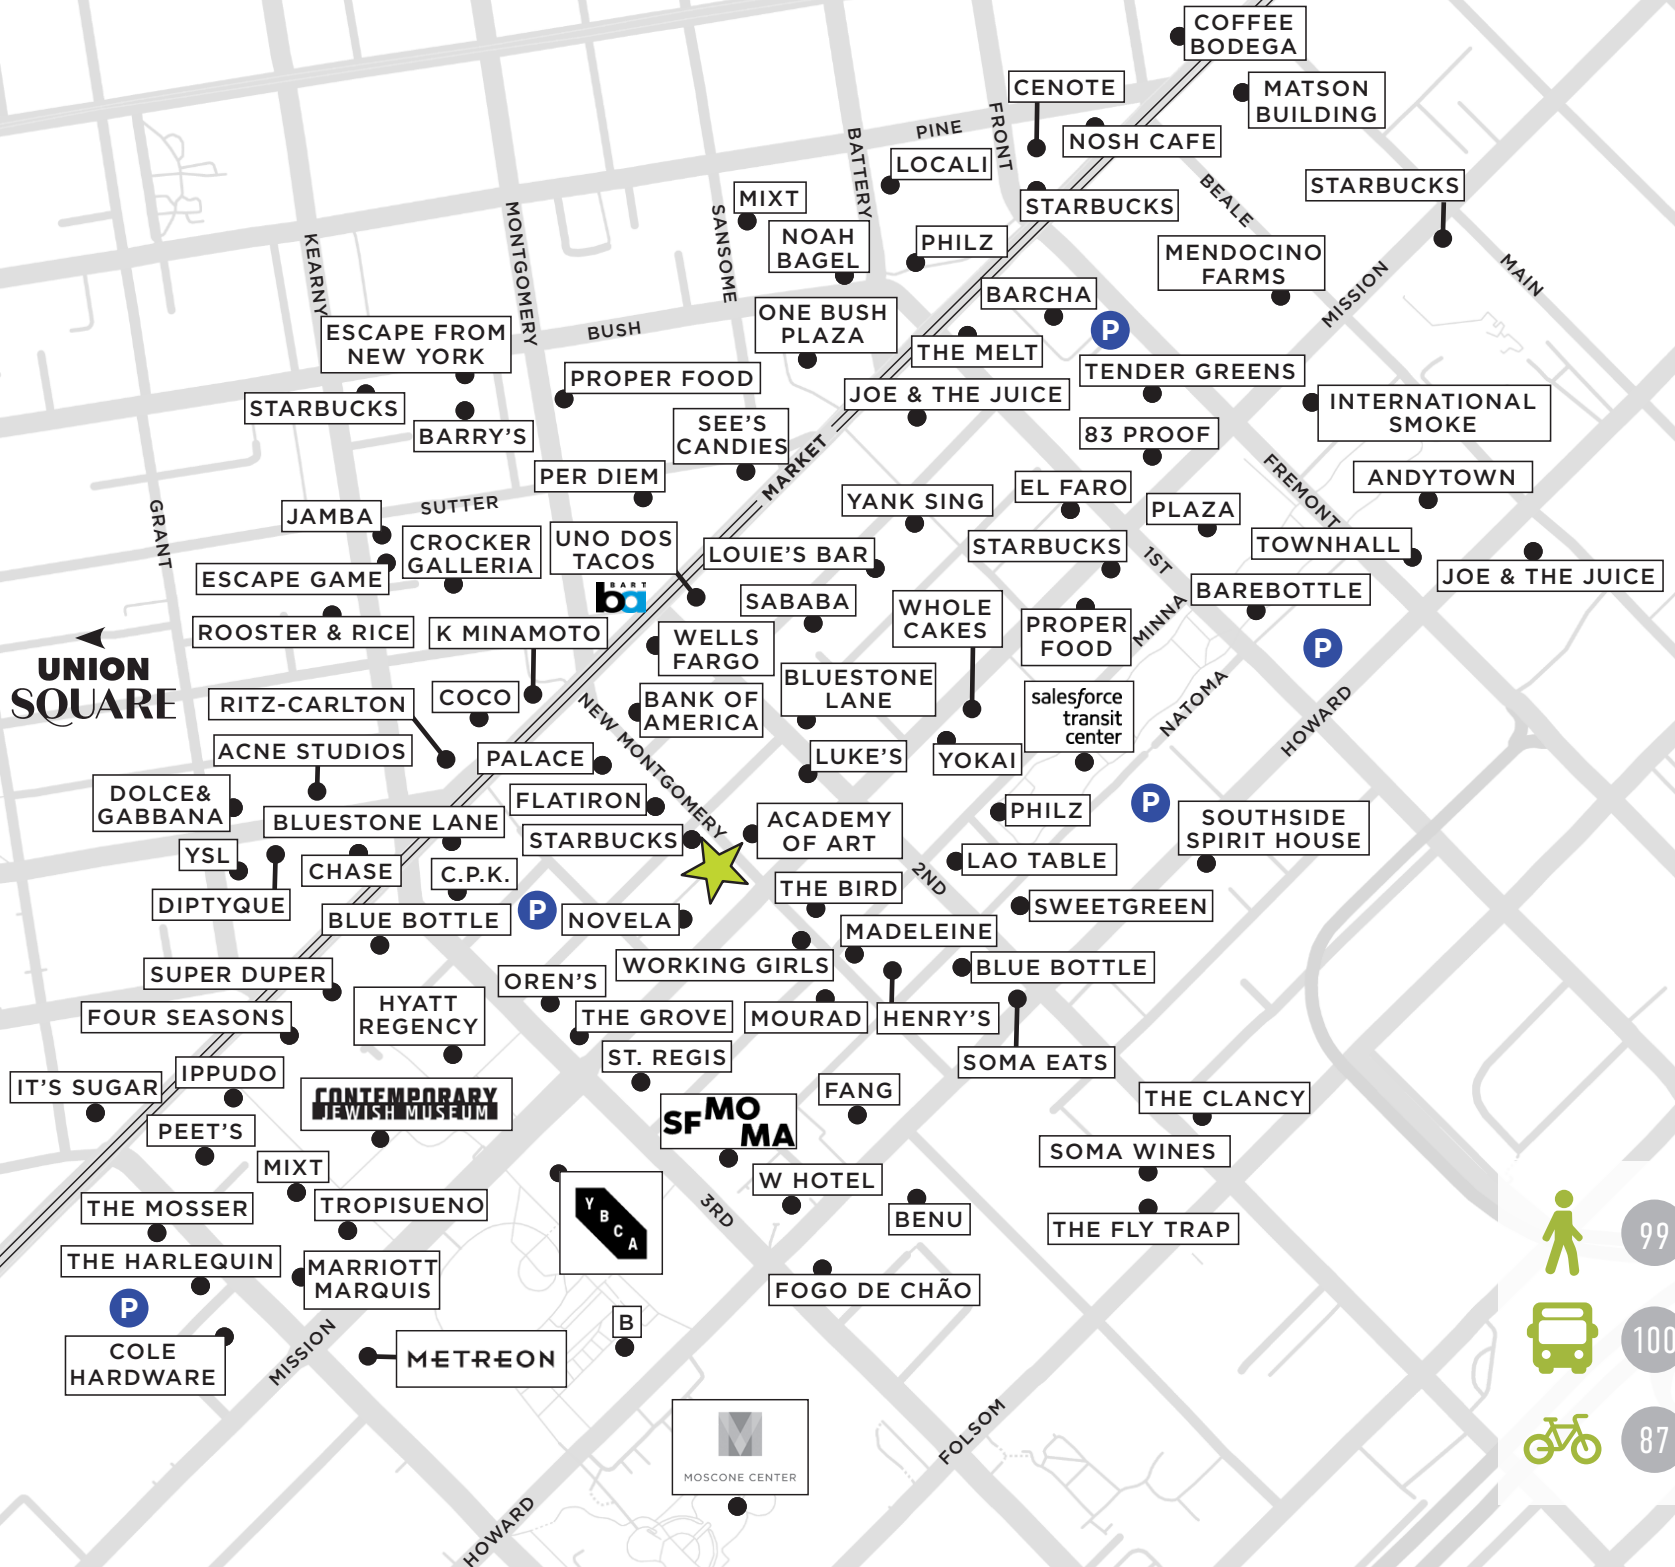 COFFEE
BODEGA
CENOTE
MATSON
BUILDING
PINE
FRONT
NOSH CAFE
BATTERY
LOCALI
MIXT
SANSOME
STARBUCKS
BEALE
STARBUCKS
NOAH
BAGEL
PHILZ
MONTGOMERY
KEARNY
MENDOCINO
FARMS
MISSION
MAIN
BARCHA
P
ONE BUSH
PLAZA
BUSH
ESCAPE FROM
NEW YORK
THE MELT
TENDER GREENS
PROPER FOOD
JOE & THE JUICE
INTERNATIONAL
SMOKE
STARBUCKS
BARRY'S
SEE'S
CANDIES
83 PROOF
MARKET
PER DIEM
FREMONT
ANDYTOWN
YANK SING
EL FARO
PLAZA
SUTTER
JAMBA
GRANT
CROCKER
GALLERIA
UNO DOS
TACOS
LOUIE'S BAR
STARBUCKS
1ST
TOWNHALL
JOE & THE JUICE
ESCAPE GAME
BART
ba
SABABA
WHOLE
CAKES
BAREBOTTLE
MINNA
ROOSTER & RICE
K MINAMOTO
WELLS
FARGO
PROPER
FOOD
P
UNION
SQUARE
RITZ-CARLTON
COCO
BANK OF
AMERICA
BLUESTONE
LANE
salesforce
transit
center
NATOMA
HOWARD
NEW MONTGOMERY
ACNE STUDIOS
PALACE
LUKE'S
YOKAI
DOLCE&
GABBANA
FLATIRON
PHILZ
P
BLUESTONE LANE
STARBUCKS
ACADEMY
OF ART
SOUTHSIDE
SPIRIT HOUSE
YSL
CHASE
C.P.K.
LAO TABLE
2ND
THE BIRD
DIPTYQUE
BLUE BOTTLE
P
NOVELA
SWEETGREEN
MADELEINE
SUPER DUPER
WORKING GIRLS
BLUE BOTTLE
OREN'S
FOUR SEASONS
HYATT
REGENCY
THE GROVE
MOURAD
HENRY'S
ST. REGIS
SOMA EATS
IT'S SUGAR
IPPUDO
CONTEMPORARY
JEWISH MUSEUM
FANG
THE CLANCY
SFMO
MA
PEET'S
SOMA WINES
MIXT
W HOTEL
YBCA
3RD
THE MOSSER
TROPISUENO
BENU
THE FLY TRAP
99
THE HARLEQUIN
MARRIOTT
MARQUIS
FOGO DE CHÃO
P
B
COLE
HARDWARE
MISSION
METREON
100
FOLSOM
87
MOSCONE CENTER
HOWARD